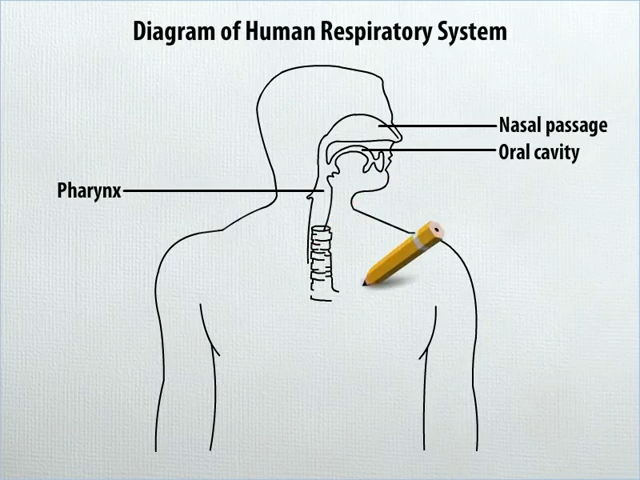 Diagram of Human Respiratory System
Nasal passage
Oral cavity
Pharynx